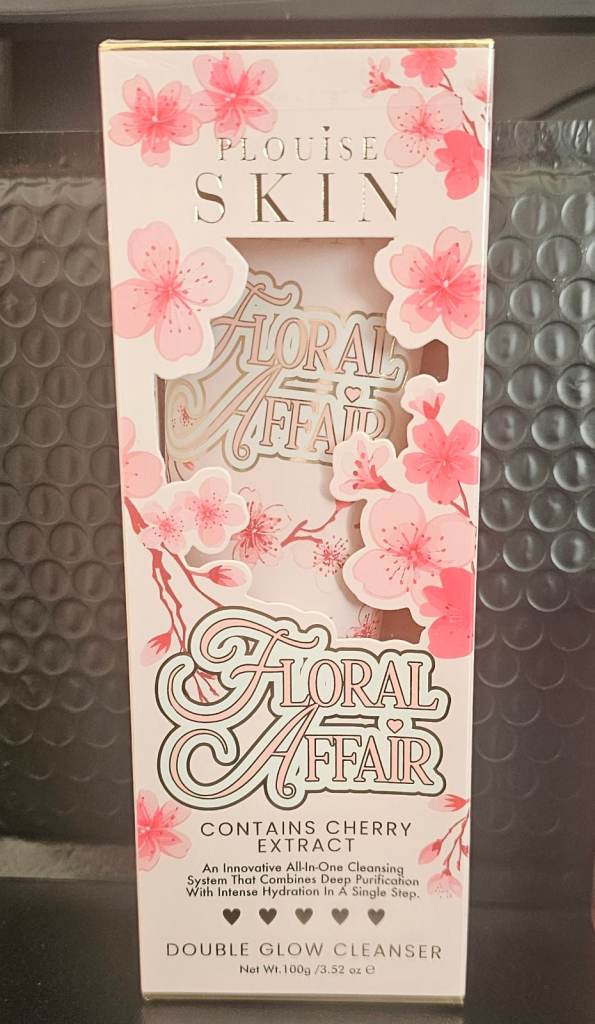 PLOUISE
SKIN
FLORAL
AFFAIR
FLORAL
AFFAIR
CONTAINS CHERRY
EXTRACT
An Innovative All-In-One Cleansing
System That Combines Deep Purification
With Intense Hydration In A Single Step.
DOUBLE GLOW CLEANSER
Net Wt.100g /3.52 oz ℮